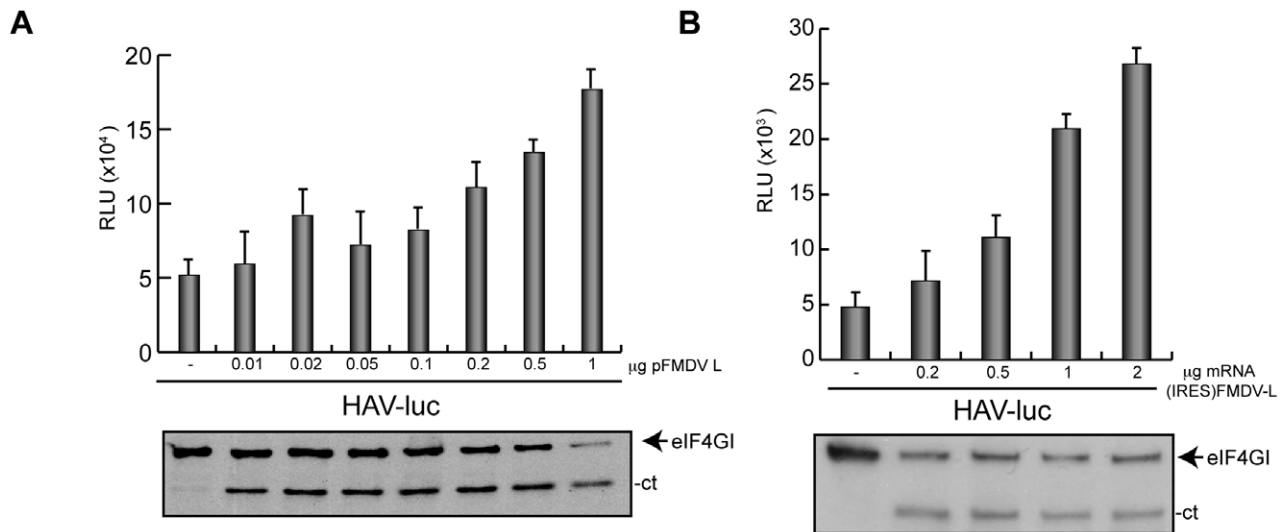 A
20
15
10
5
0
RLU (x10⁴)
- 0.01 0.02 0.05 0.1 0.2 0.5 1 μg pFMDV L
HAV-luc
eIF4GI
-ct
B
30
25
20
15
10
5
0
RLU (x10³)
- 0.2 0.5 1 2 μg mRNA
(IRES)FMDV-L
HAV-luc
eIF4GI
-ct